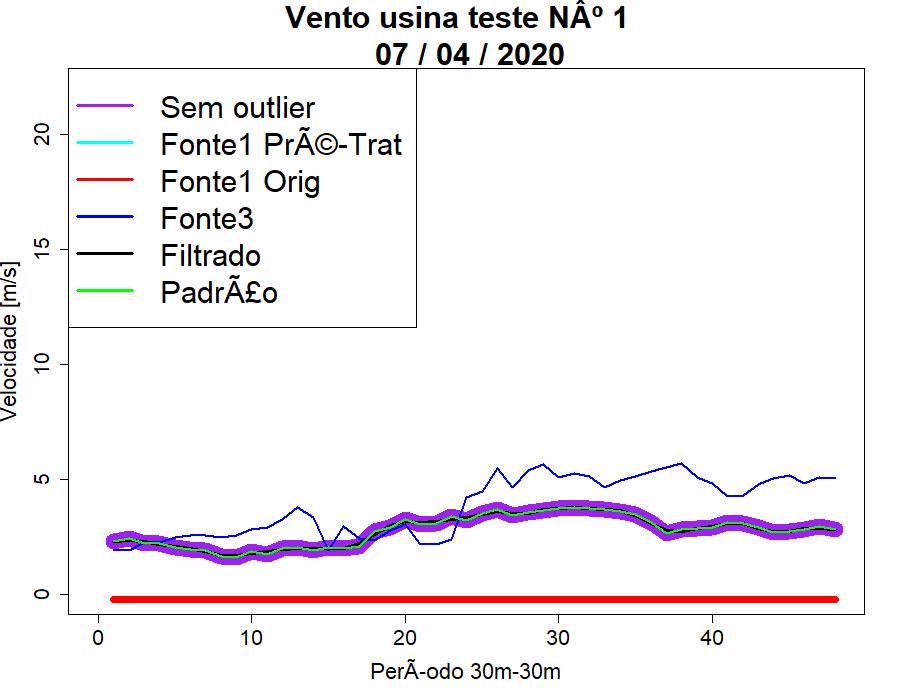 Vento usina teste NÂº 1
07 / 04 / 2020
Sem outlier
Fonte1 PrÃ©-Trat
Fonte1 Orig
Fonte3
Filtrado
PadrÃ£o
Velocidade [m/s]
20
15
10
5
0
0 10 20 30 40
PerÃ-odo 30m-30m